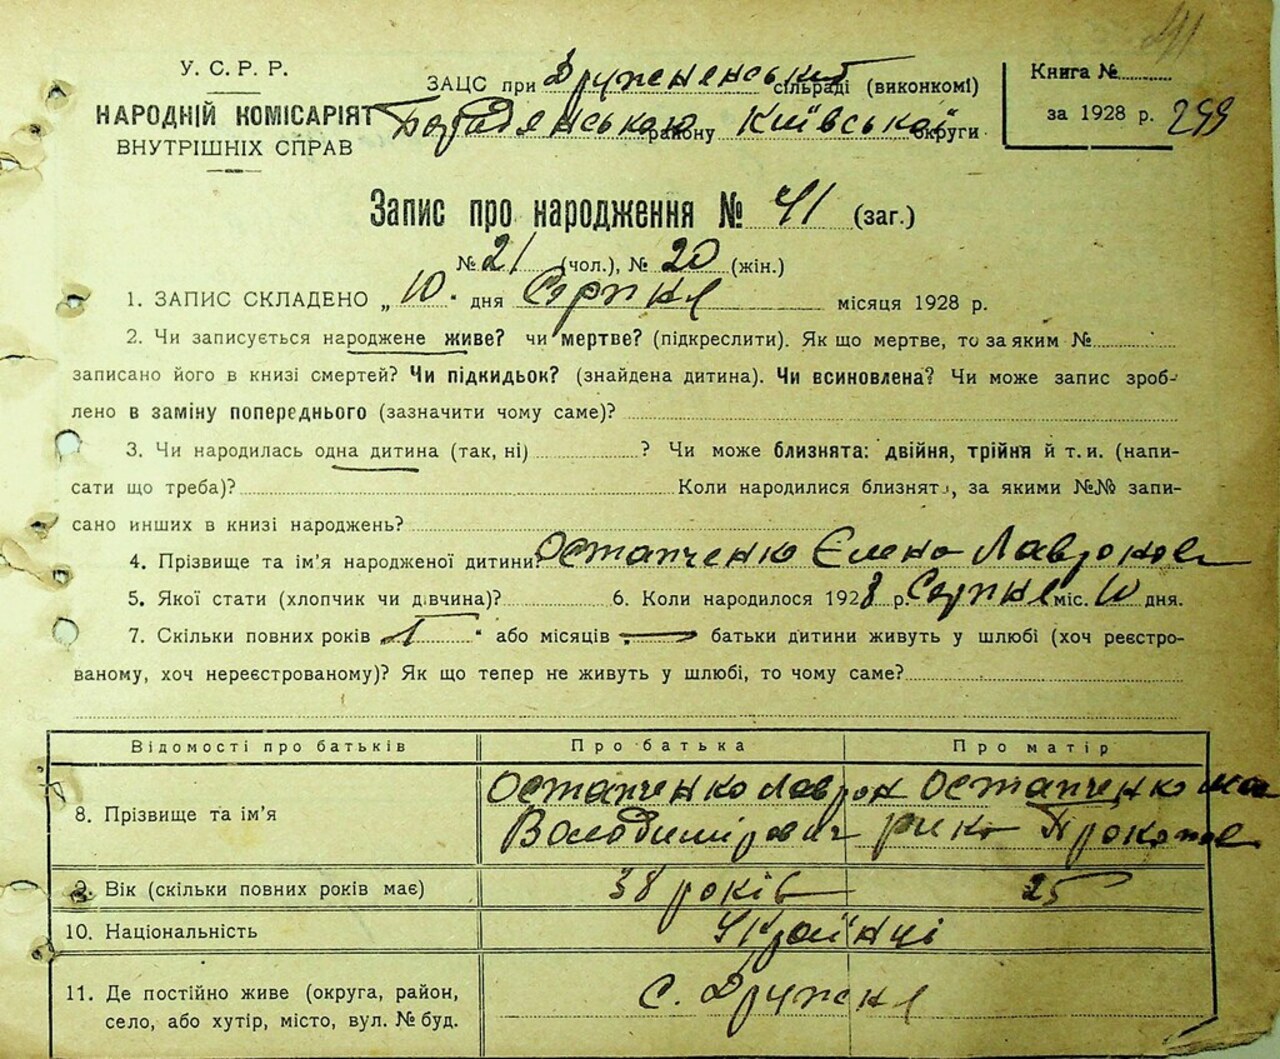 У. С. Р. Р.
НАРОДНІЙ КОМІСАРІЯТ
ВНУТРІШНІХ СПРАВ
ЗАЦС при Дружненський сільраді (виконкомі)
Бородянського району Київської округи
Книга №
за 1928 р. 299
41
Запис про народження № 41 (заг.)
№ 21 (чол.), № 20 (жін.)
1. ЗАПИС СКЛАДЕНО „10" дня Серпня місяця 1928 р.
2. Чи записується народжене живе? чи мертве? (підкреслити). Як що мертве, то за яким №
записано його в книзі смертей? Чи підкидьок? (знайдена дитина). Чи всиновлена? Чи може запис зроб-
лено в заміну попереднього (зазначити чому саме)?
3. Чи народилась одна дитина (так, ні) ? Чи може близнята: двійня, трійня й т. и. (напи-
сати що треба)? Коли народилися близнята, за якими №№ запи-
сано инших в книзі народжень?
4. Прізвище та ім'я народженої дитини? Остапченко Єлена Лавронов
5. Якої стати (хлопчик чи дівчина)? 6. Коли народилося 1928 р. Серпня міс. 10 дня.
7. Скільки повних років 1 " або місяців „ — батьки дитини живуть у шлюбі (хоч реєстро-
ваному, хоч нереєстрованому)? Як що тепер не живуть у шлюбі, то чому саме?
Відомості про батьків Про батька Про матір
8. Прізвище та ім'я Остапченко Лаврон Володимірович Остапченко Марика Прокопов
9. Вік (скільки повних років має) 38 років 25
10. Національність Українці
11. Де постійно живе (округа, район, с. Дружня
село, або хутір, місто, вул. № буд.